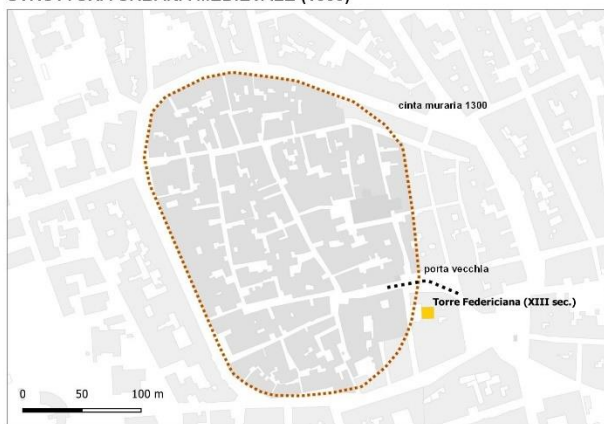 cinta muraria 1300
porta vecchia
Torre Federiciana (XIII sec.)
0 50 100 m